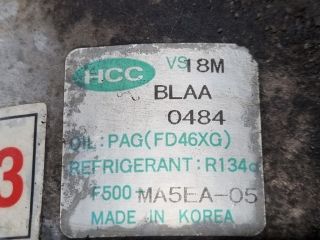 HCC VS18M
BLAA
0484
OIL: PAG(FD46XG)
REFRIGERANT: R134a
F500-MA5EA-05
MADE IN KOREA
3